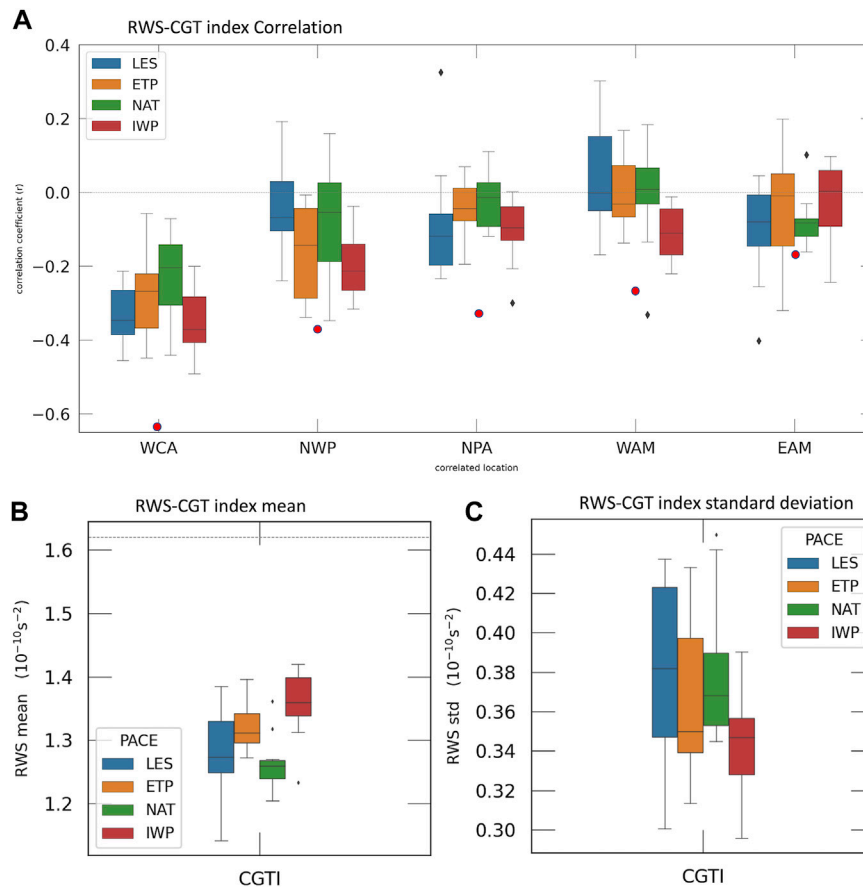 A
RWS-CGT index Correlation
LES
ETP
NAT
IWP
correlation coefficient (r)
0.4
0.2
0.0
−0.2
−0.4
−0.6
WCA NWP NPA WAM EAM
correlated location
B
RWS-CGT index mean
RWS mean (10⁻¹⁰s⁻²)
1.6
1.5
1.4
1.3
1.2
PACE
LES
ETP
NAT
IWP
CGTI
C
RWS-CGT index standard deviation
RWS std (10⁻¹⁰s⁻²)
0.44
0.42
0.40
0.38
0.36
0.34
0.32
0.30
PACE
LES
ETP
NAT
IWP
CGTI